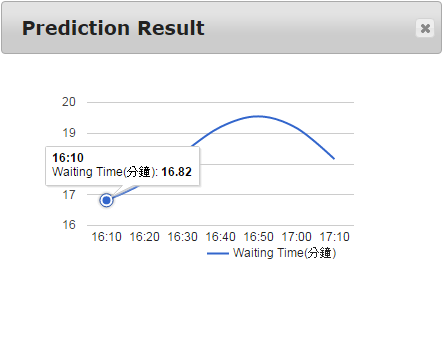 Prediction Result
20
19
16:10
Waiting Time(分鐘): 16.82
17
16
16:10 16:20 16:30 16:40 16:50 17:00 17:10
Waiting Time(分鐘)